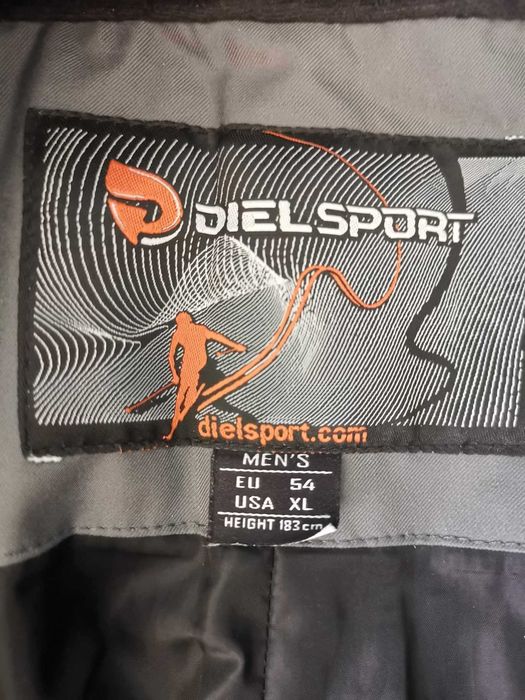 DIELSPORT
dielsport.com
MEN'S
EU 54
USA XL
HEIGHT 183cm